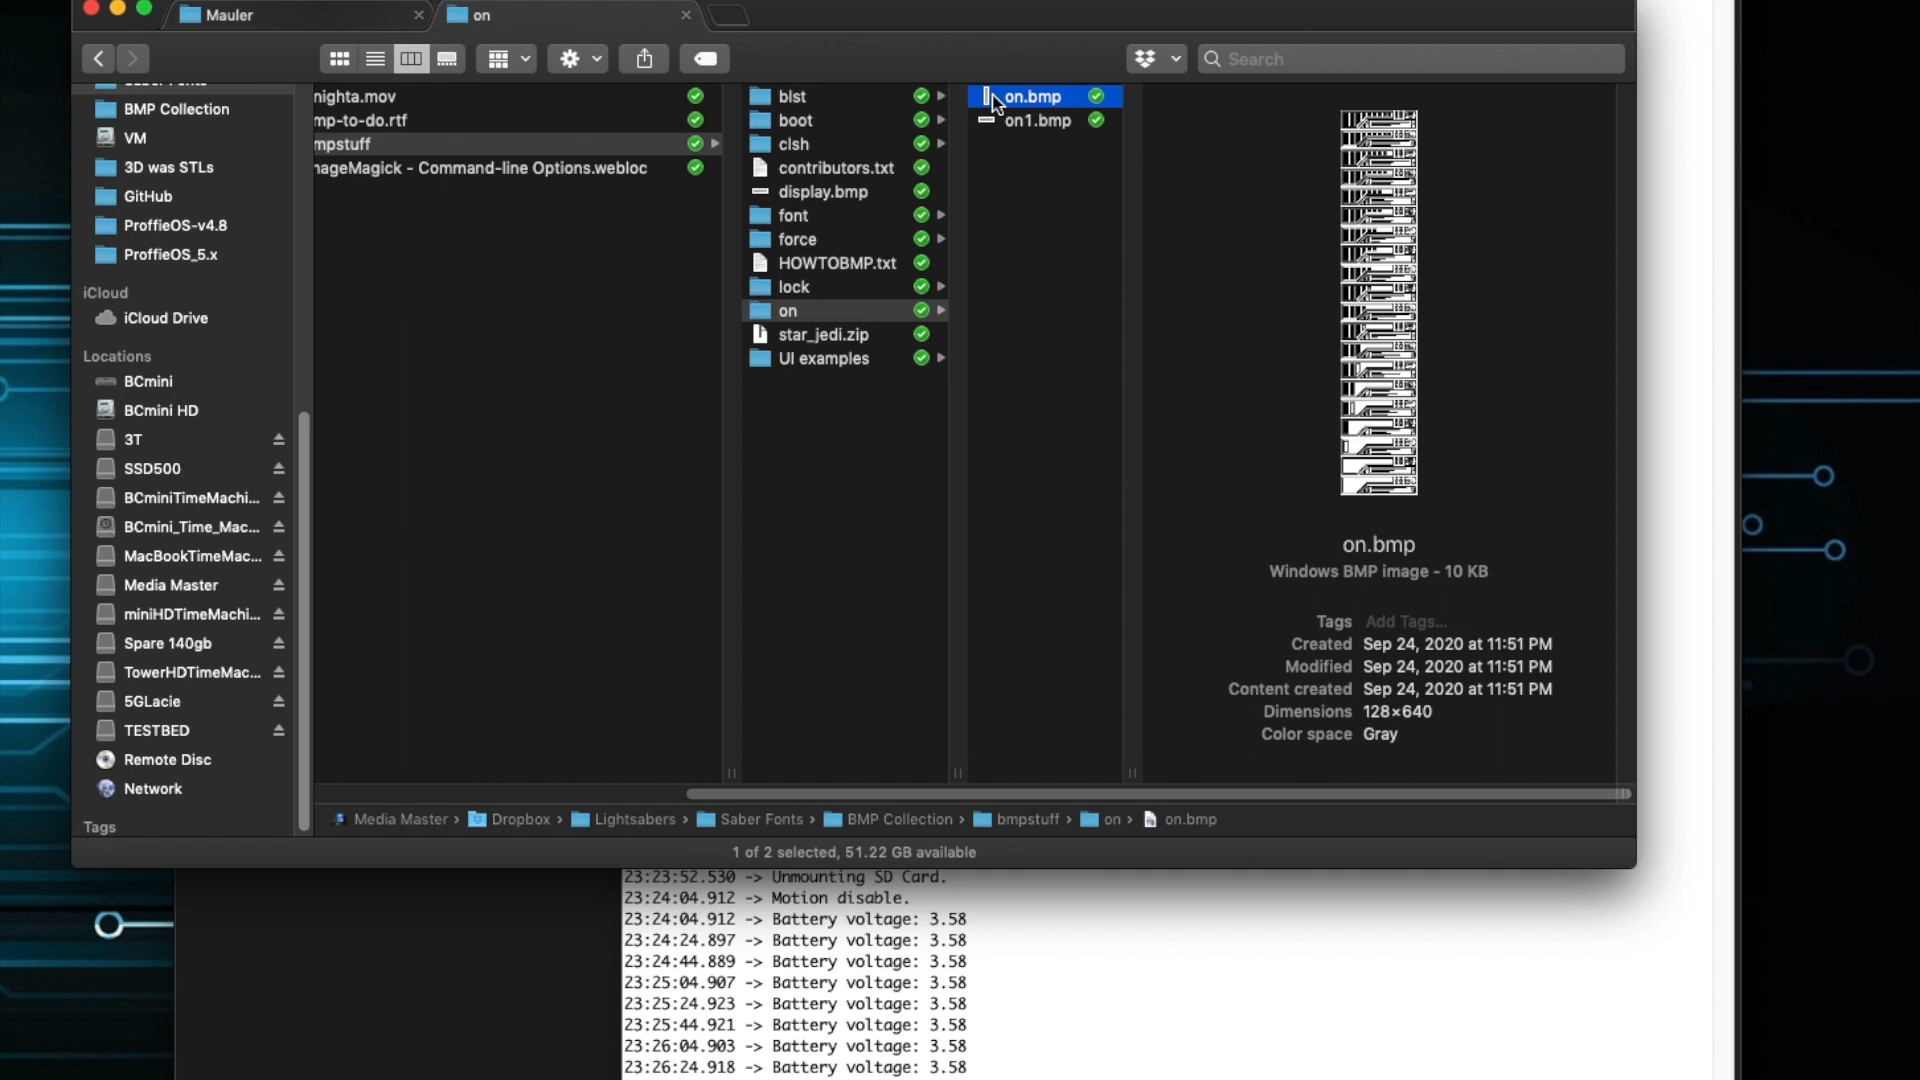 Mauler
on
Search
BMP Collection
VM
3D was STLs
GitHub
ProffieOS-v4.8
ProffieOS_5.x
iCloud
iCloud Drive
Locations
BCmini
BCmini HD
3T
SSD500
BCminiTimeMachi...
BCmini_Time_Mac...
MacBookTimeMac...
Media Master
miniHDTimeMachi...
Spare 140gb
TowerHDTimeMac...
5GLacie
TESTBED
Remote Disc
Network
Tags
nighta.mov
mp-to-do.rtf
mpstuff
nageMagick - Command-line Options.webloc
blst
boot
clsh
contributors.txt
display.bmp
font
force
HOWTOBMP.txt
lock
on
star_jedi.zip
UI examples
on.bmp
on1.bmp
on.bmp
Windows BMP image - 10 KB
Tags Add Tags...
Created Sep 24, 2020 at 11:51 PM
Modified Sep 24, 2020 at 11:51 PM
Content created Sep 24, 2020 at 11:51 PM
Dimensions 128×640
Color space Gray
Media Master › Dropbox › Lightsabers › Saber Fonts › BMP Collection › bmpstuff › on › on.bmp
1 of 2 selected, 51.22 GB available
23:23:52.530 -> Unmounting SD Card.
23:24:04.912 -> Motion disable.
23:24:04.912 -> Battery voltage: 3.58
23:24:24.897 -> Battery voltage: 3.58
23:24:44.889 -> Battery voltage: 3.58
23:25:04.907 -> Battery voltage: 3.58
23:25:24.923 -> Battery voltage: 3.58
23:25:44.921 -> Battery voltage: 3.58
23:26:04.903 -> Battery voltage: 3.58
23:26:24.918 -> Battery voltage: 3.58